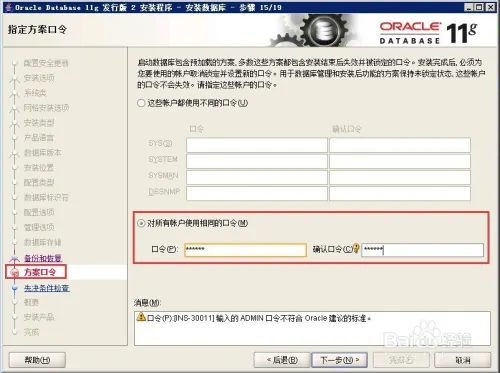 Oracle Database 11g 发行版 2 安装程序 - 安装数据库 - 步骤 15/19
指定方案口令
ORACLE 11g
DATABASE
配置安全更新
安装选项
系统类
网格安装选项
安装类型
产品语言
数据库版本
安装位置
配置类型
数据库标识符
配置选项
管理选项
数据库存储
备份和恢复
方案口令
先决条件检查
概要
安装产品
完成
启动数据库包含预加载的方案, 多数这些方案都包含安装结束后失效并被锁定的口令。安装完成后, 必须为
您要使用的帐户取消锁定并设置新的口令。用于数据库管理和安装后功能的方案保持未锁定状态, 这些帐户
的口令不会失效。请指定这些帐户的口令。
这些帐户都使用不同的口令(U)
口令 确认口令
SYS(S)
SYSTEM
SYSMAN
DBSNMP
对所有帐户使用相同的口令(M)
口令(P): ****** 确认口令(C): ******
消息(M):
口令(P):[INS-30011] 输入的 ADMIN 口令不符合 Oracle 建议的标准。
帮助(H) < 后退(B) 下一步(N) > 完成(F) 取消
Baidu 经验